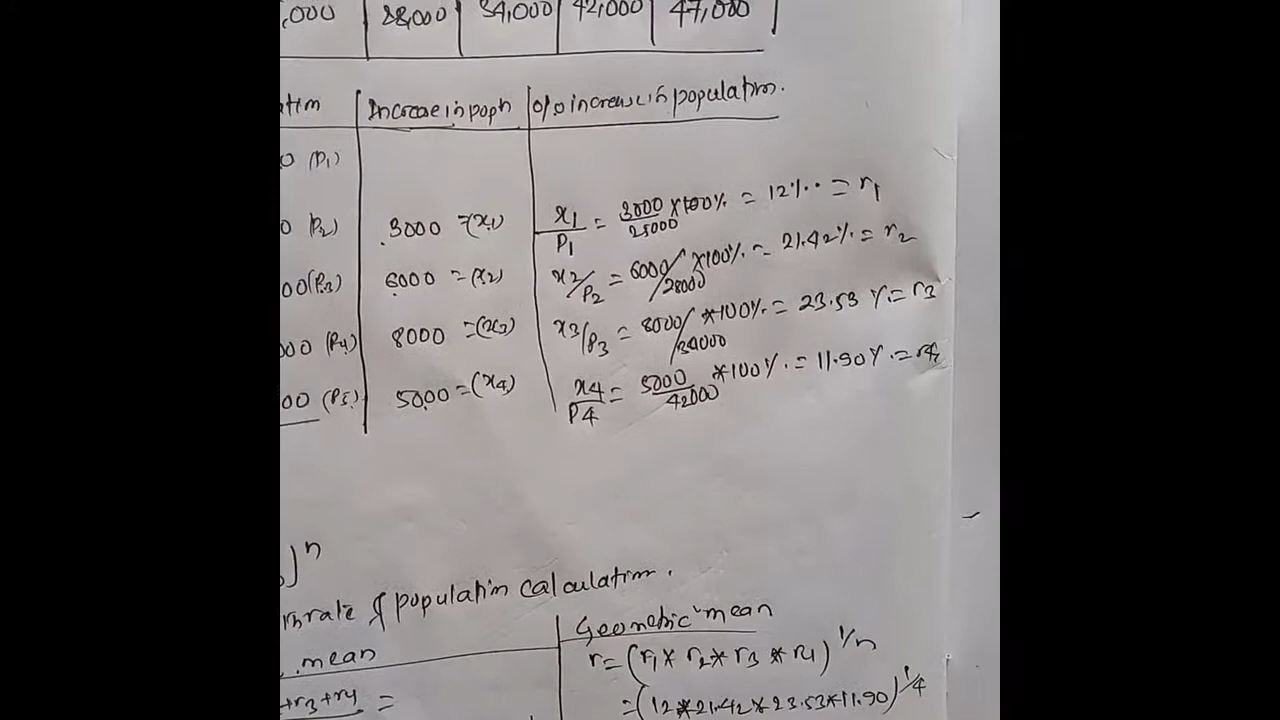 ,000 | 28,000 | 34,000 | 42,000 | 47,000
Increase in popn | % increase in population.
0 (P1)
0 (P2) 3000 =(x1) x1/P1 = 3000/25000 *100% = 12% = r1
00(P3) 6000 =(x2) x2/P2 = 6000/28000 *100% = 21.42% = r2
000 (P4) 8000 =(x3) x3/P3 = 8000/34000 *100% = 23.53 % = r3
00 (P5) 5000 =(x4) x4/P4 = 5000/42000 *100% = 11.90% = r4
)n
rate of population calculation.
mean | Geometric mean
+r3+r4 = | r = (r1 * r2 * r3 * r4)1/n
= (12*21.42*23.53*11.90)1/4